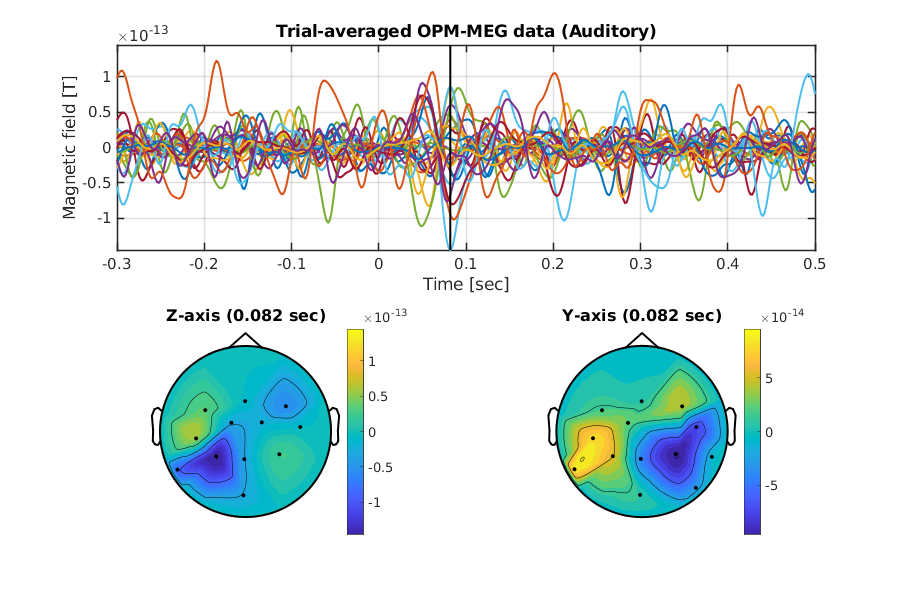 Trial-averaged OPM-MEG data (Auditory)
×10-13
Magnetic field [T]
1
0.5
0
-0.5
-1
-0.3 -0.2 -0.1 0 0.1 0.2 0.3 0.4 0.5
Time [sec]
Z-axis (0.082 sec)
×10-13
1
0.5
0
-0.5
-1
Y-axis (0.082 sec)
×10-14
5
0
-5